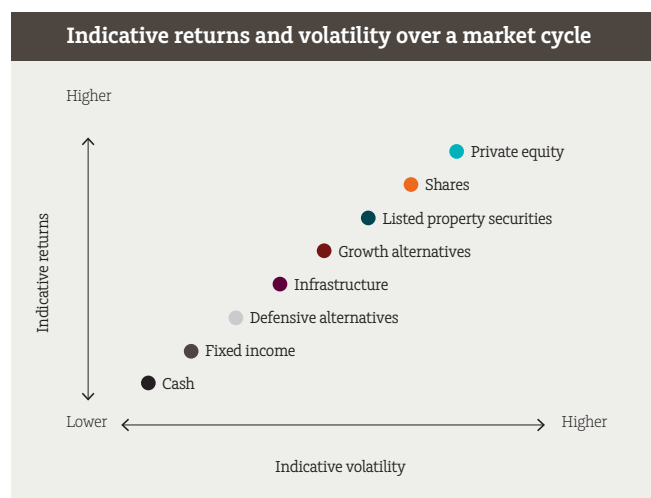 Indicative returns and volatility over a market cycle
Higher
Private equity
Shares
Listed property securities
Growth alternatives
Infrastructure
Defensive alternatives
Fixed income
Cash
Indicative returns
Lower
Higher
Indicative volatility